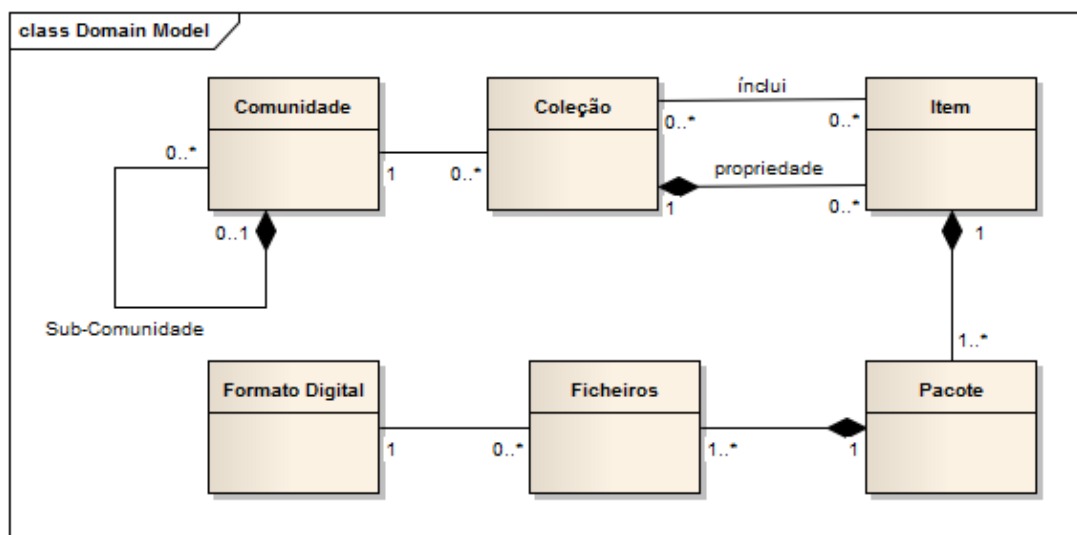 class Domain Model
Comunidade
Coleção
Item
ínclui
0..*
0..*
0..*
1
0..*
propriedade
1
0..*
0..1
1
Sub-Comunidade
1..*
Formato Digital
Ficheiros
Pacote
1
0..*
1..*
1